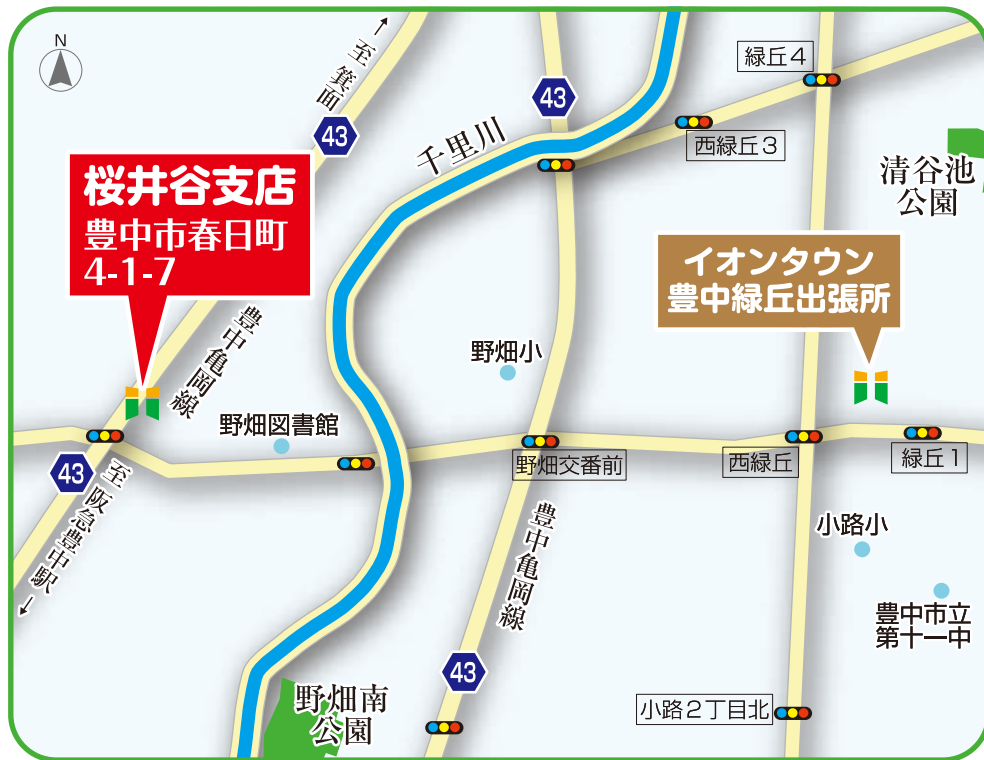 N
↑至箕面
43
43
緑丘4
千里川
西緑丘3
清谷池
公園
桜井谷支店
豊中市春日町
4-1-7
イオンタウン
豊中緑丘出張所
豊中亀岡線
野畑小
野畑図書館
野畑交番前
西緑丘
緑丘1
43
至阪急豊中駅↓
豊中亀岡線
小路小
豊中市立
第十一中
43
野畑南
公園
小路2丁目北